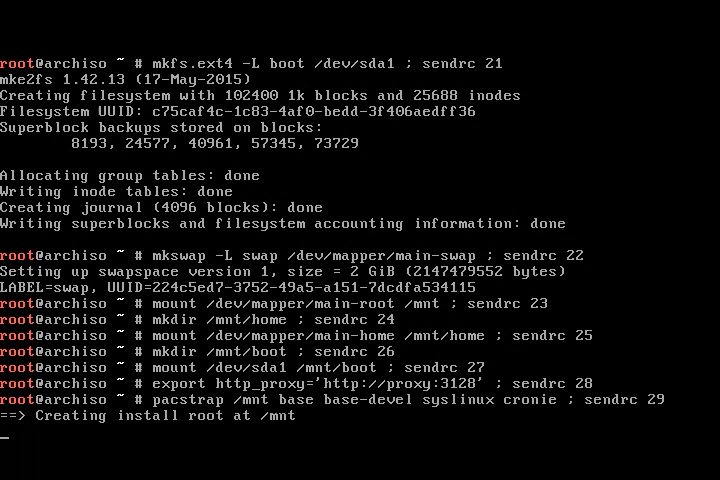 root@archiso ~ # mkfs.ext4 -L boot /dev/sda1 ; sendrc 21
mke2fs 1.42.13 (17-May-2015)
Creating filesystem with 102400 1k blocks and 25688 inodes
Filesystem UUID: c75caf4c-1c83-4af0-bedd-3f406aedff36
Superblock backups stored on blocks:
        8193, 24577, 40961, 57345, 73729

Allocating group tables: done
Writing inode tables: done
Creating journal (4096 blocks): done
Writing superblocks and filesystem accounting information: done

root@archiso ~ # mkswap -L swap /dev/mapper/main-swap ; sendrc 22
Setting up swapspace version 1, size = 2 GiB (2147479552 bytes)
LABEL=swap, UUID=224c5ed7-3752-49a5-a151-7dcdfa534115
root@archiso ~ # mount /dev/mapper/main-root /mnt ; sendrc 23
root@archiso ~ # mkdir /mnt/home ; sendrc 24
root@archiso ~ # mount /dev/mapper/main-home /mnt/home ; sendrc 25
root@archiso ~ # mkdir /mnt/boot ; sendrc 26
root@archiso ~ # mount /dev/sda1 /mnt/boot ; sendrc 27
root@archiso ~ # export http_proxy='http://proxy:3128' ; sendrc 28
root@archiso ~ # pacstrap /mnt base base-devel syslinux cronie ; sendrc 29
==> Creating install root at /mnt
_